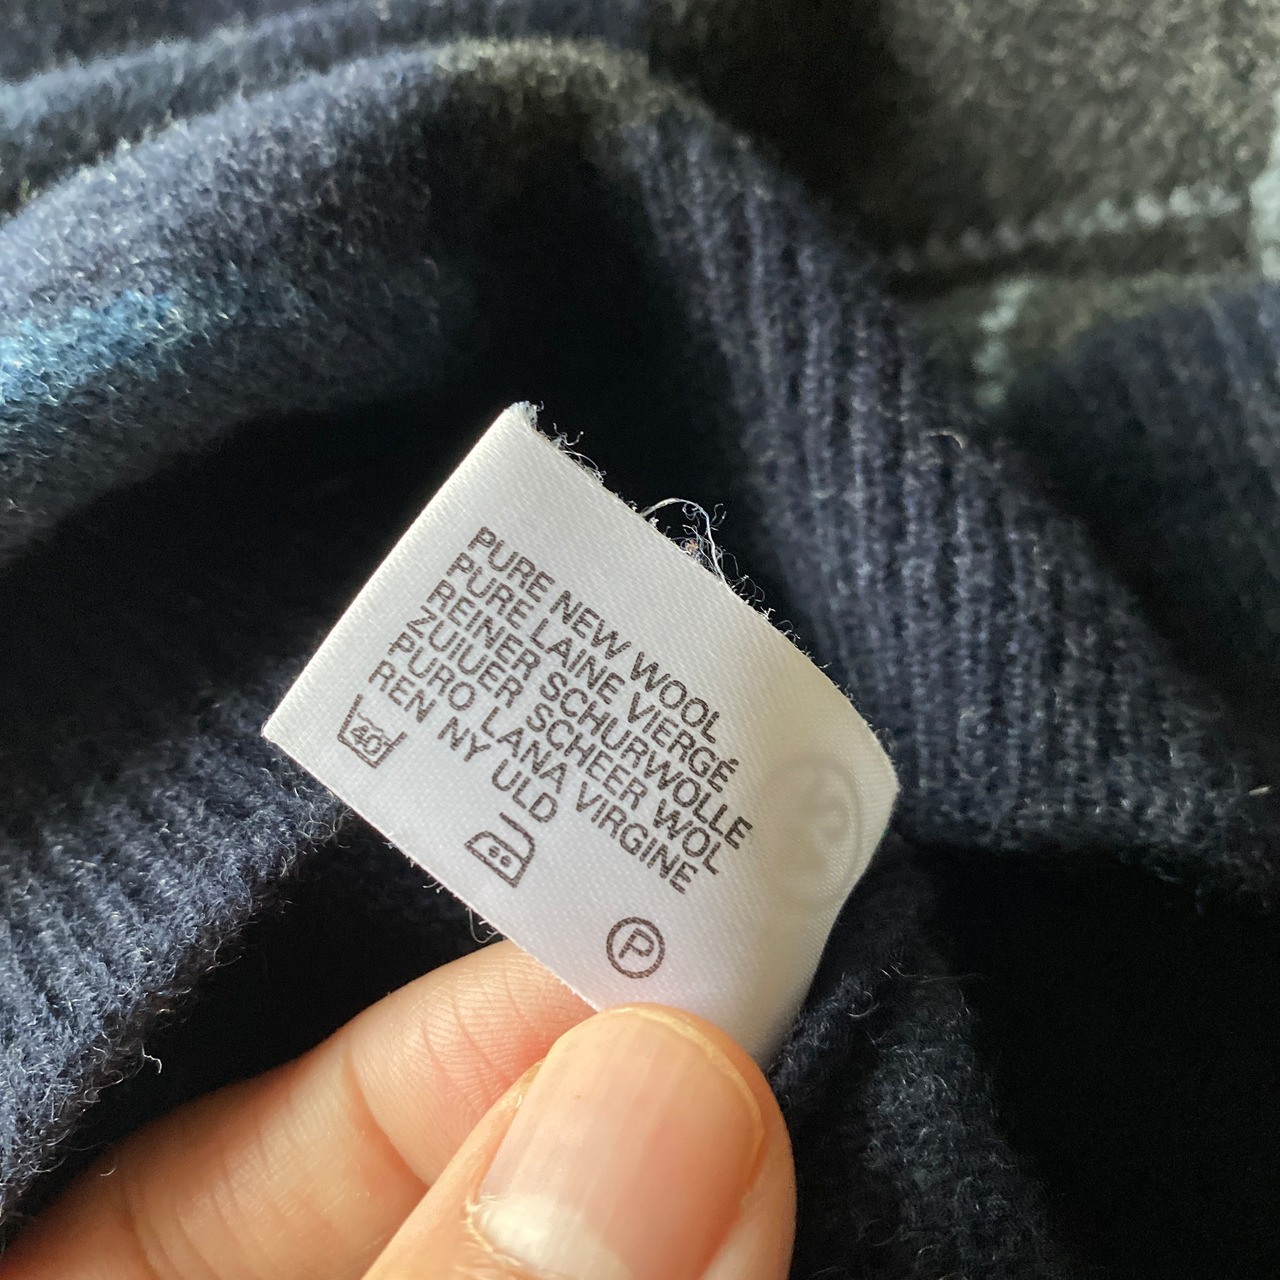 PURE NEW WOOL
PURE LAINE VIERGÉ
REINER SCHURWOLLE
ZUIUER SCHEER WOL
PURO LANA VIRGINE
REN NY ULD
40°
P